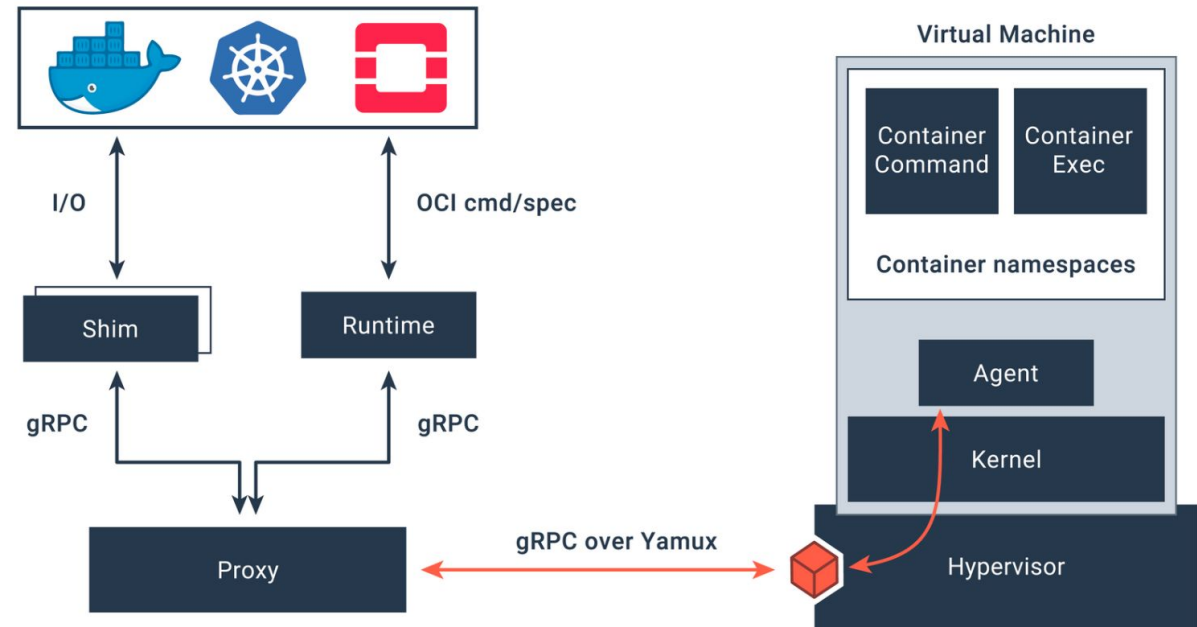 Virtual Machine
Container
Command
Container
Exec
I/O
OCI cmd/spec
Container namespaces
Shim
Runtime
Agent
gRPC
gRPC
Kernel
gRPC over Yamux
Proxy
Hypervisor